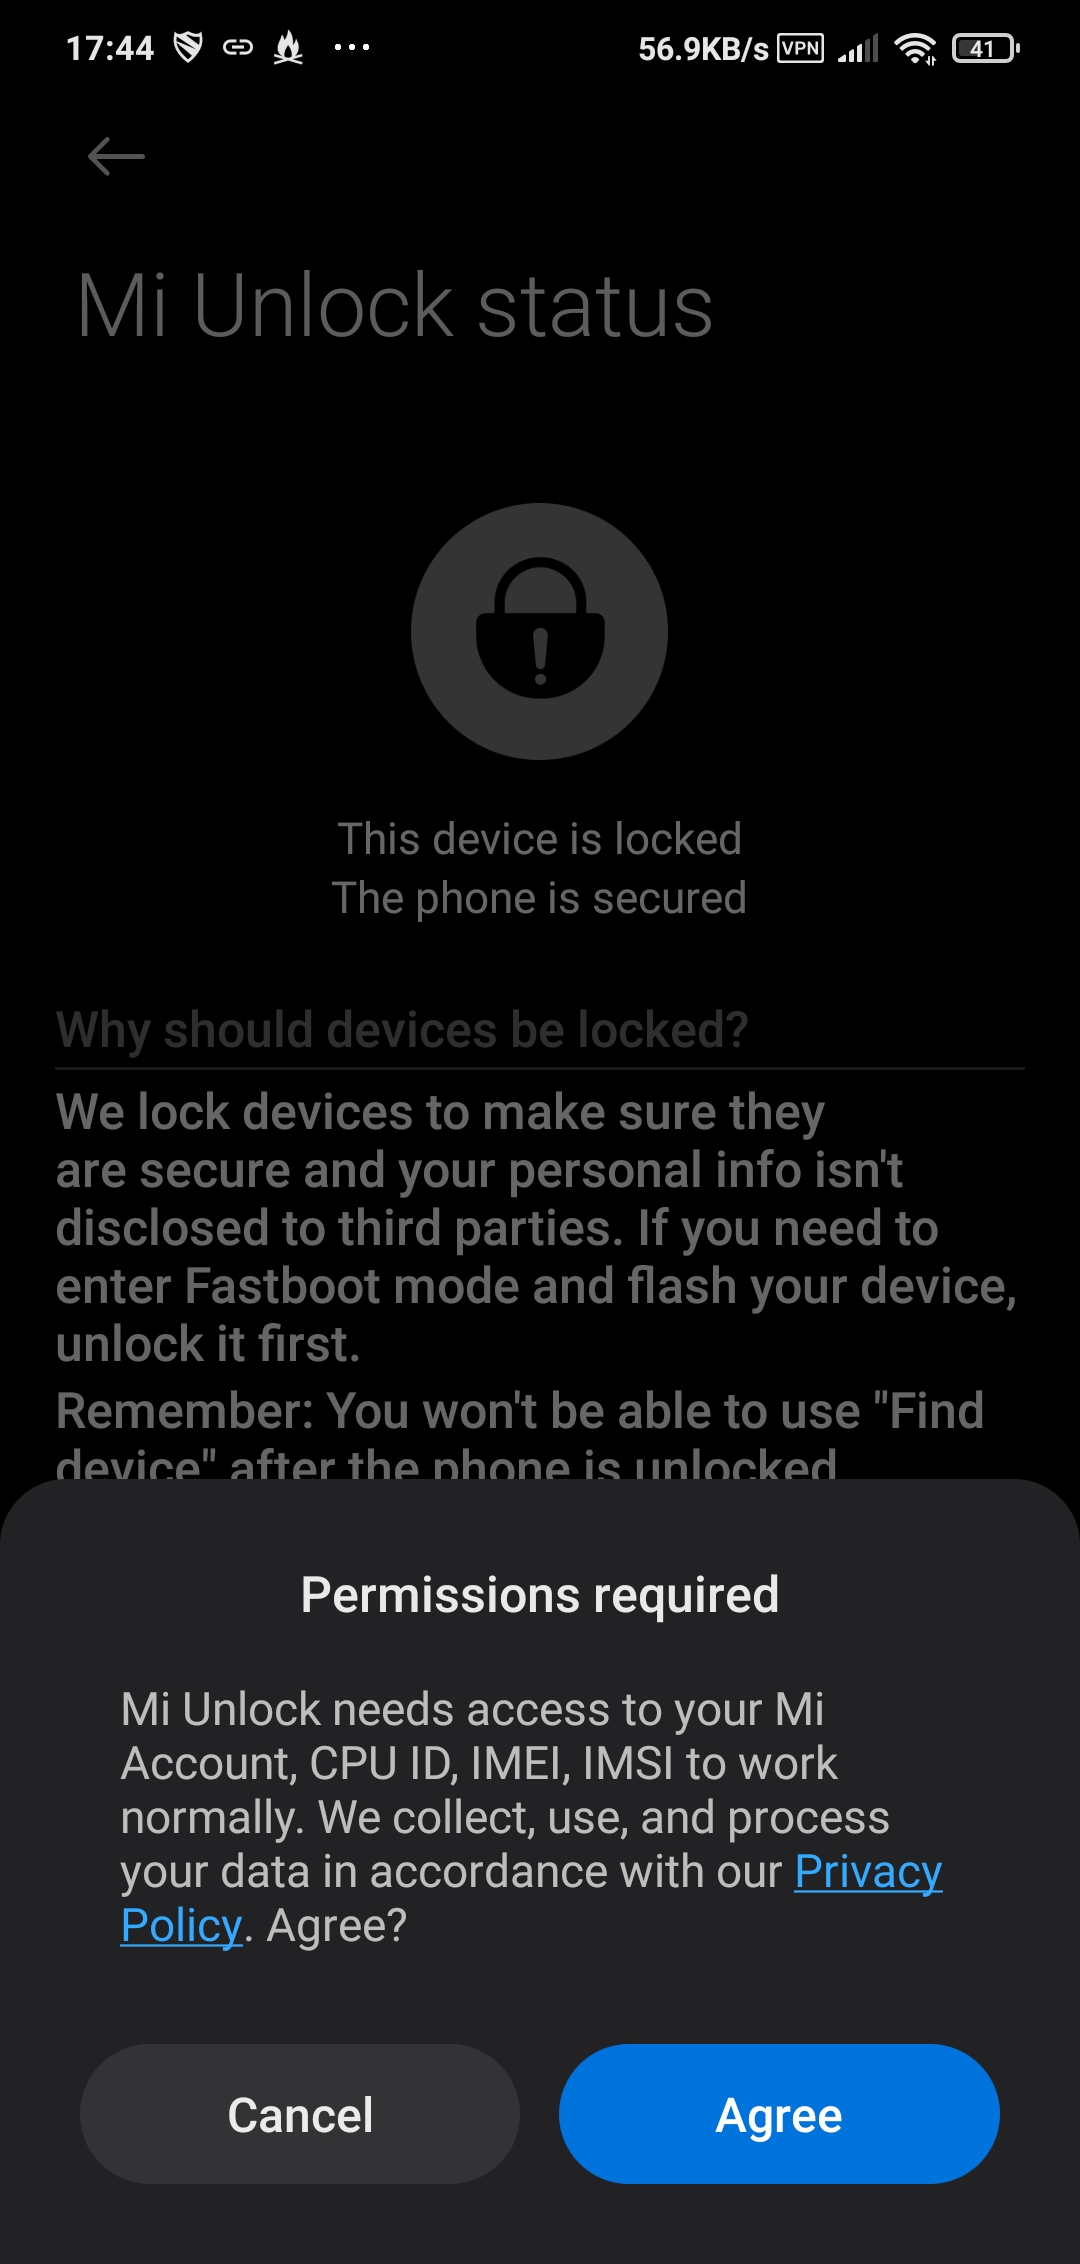 17:44 56.9KB/s VPN 41
Mi Unlock status
This device is locked
The phone is secured
Why should devices be locked?
We lock devices to make sure they
are secure and your personal info isn't
disclosed to third parties. If you need to
enter Fastboot mode and flash your device,
unlock it first.
Remember: You won't be able to use "Find
device" after the phone is unlocked
Permissions required
Mi Unlock needs access to your Mi
Account, CPU ID, IMEI, IMSI to work
normally. We collect, use, and process
your data in accordance with our Privacy
Policy. Agree?
Cancel Agree